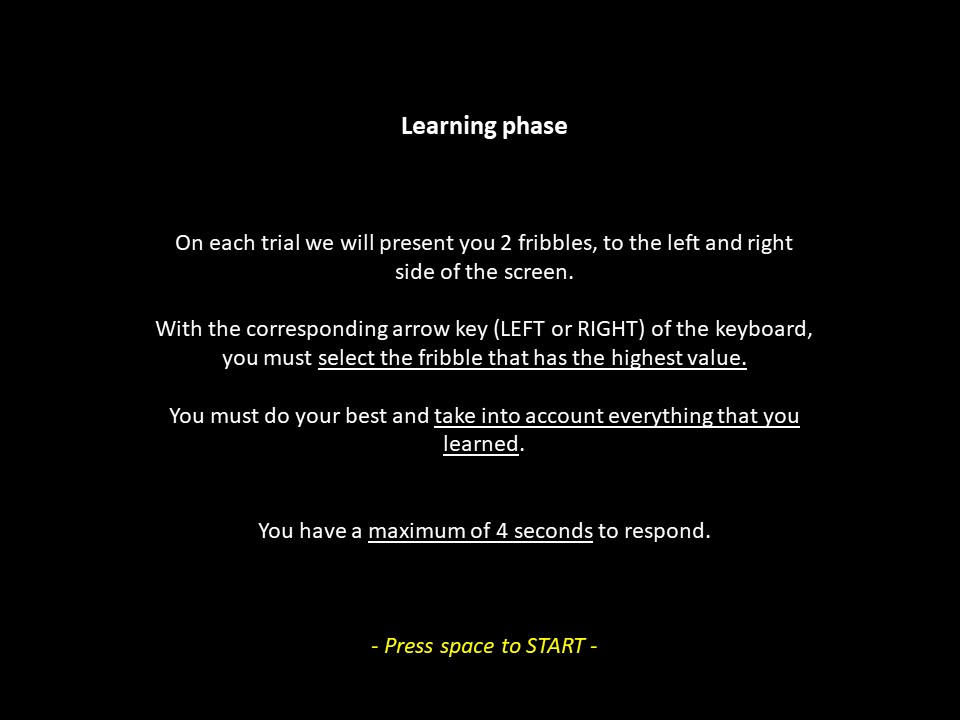 Learning phase
On each trial we will present you 2 fribbles, to the left and right
side of the screen.
With the corresponding arrow key (LEFT or RIGHT) of the keyboard,
you must select the fribble that has the highest value.
You must do your best and take into account everything that you
learned.
You have a maximum of 4 seconds to respond.
- Press space to START -